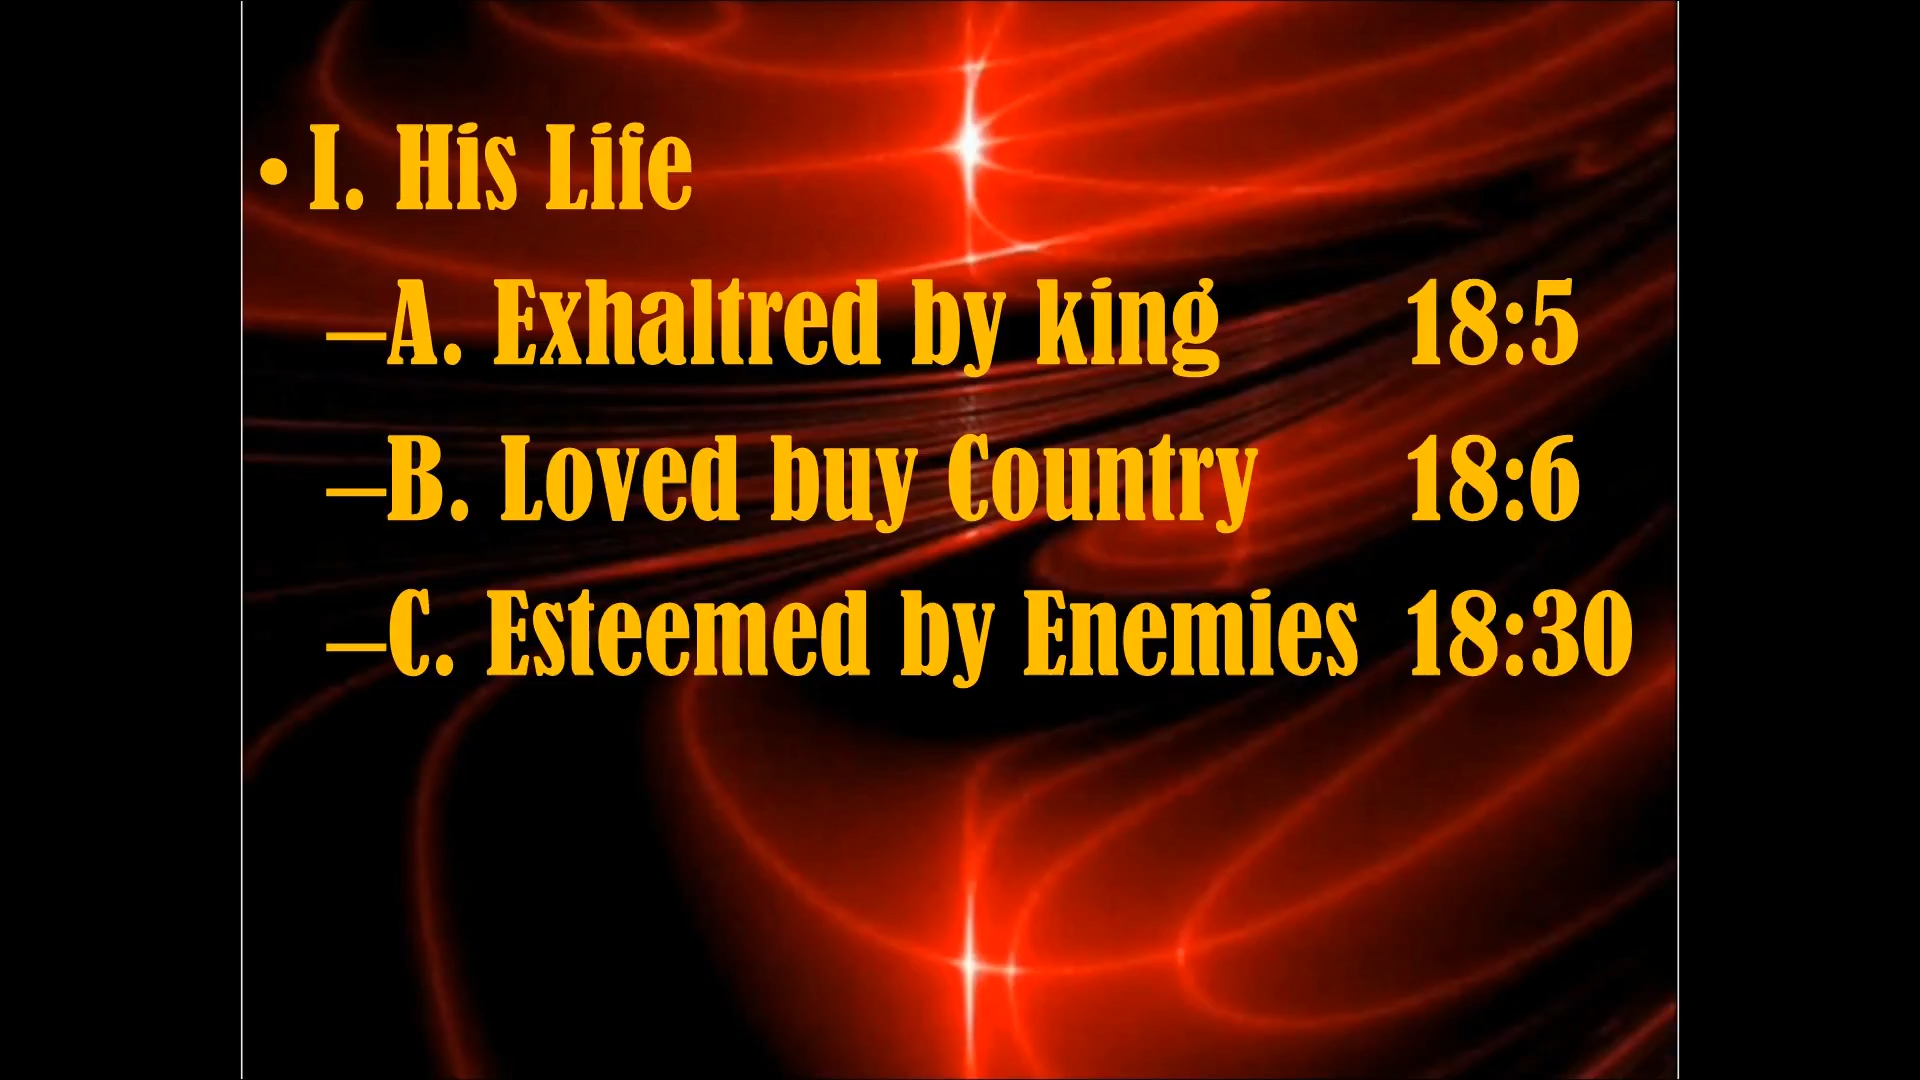 • I. His Life
–A. Exhaltred by king 18:5
–B. Loved buy Country 18:6
–C. Esteemed by Enemies 18:30